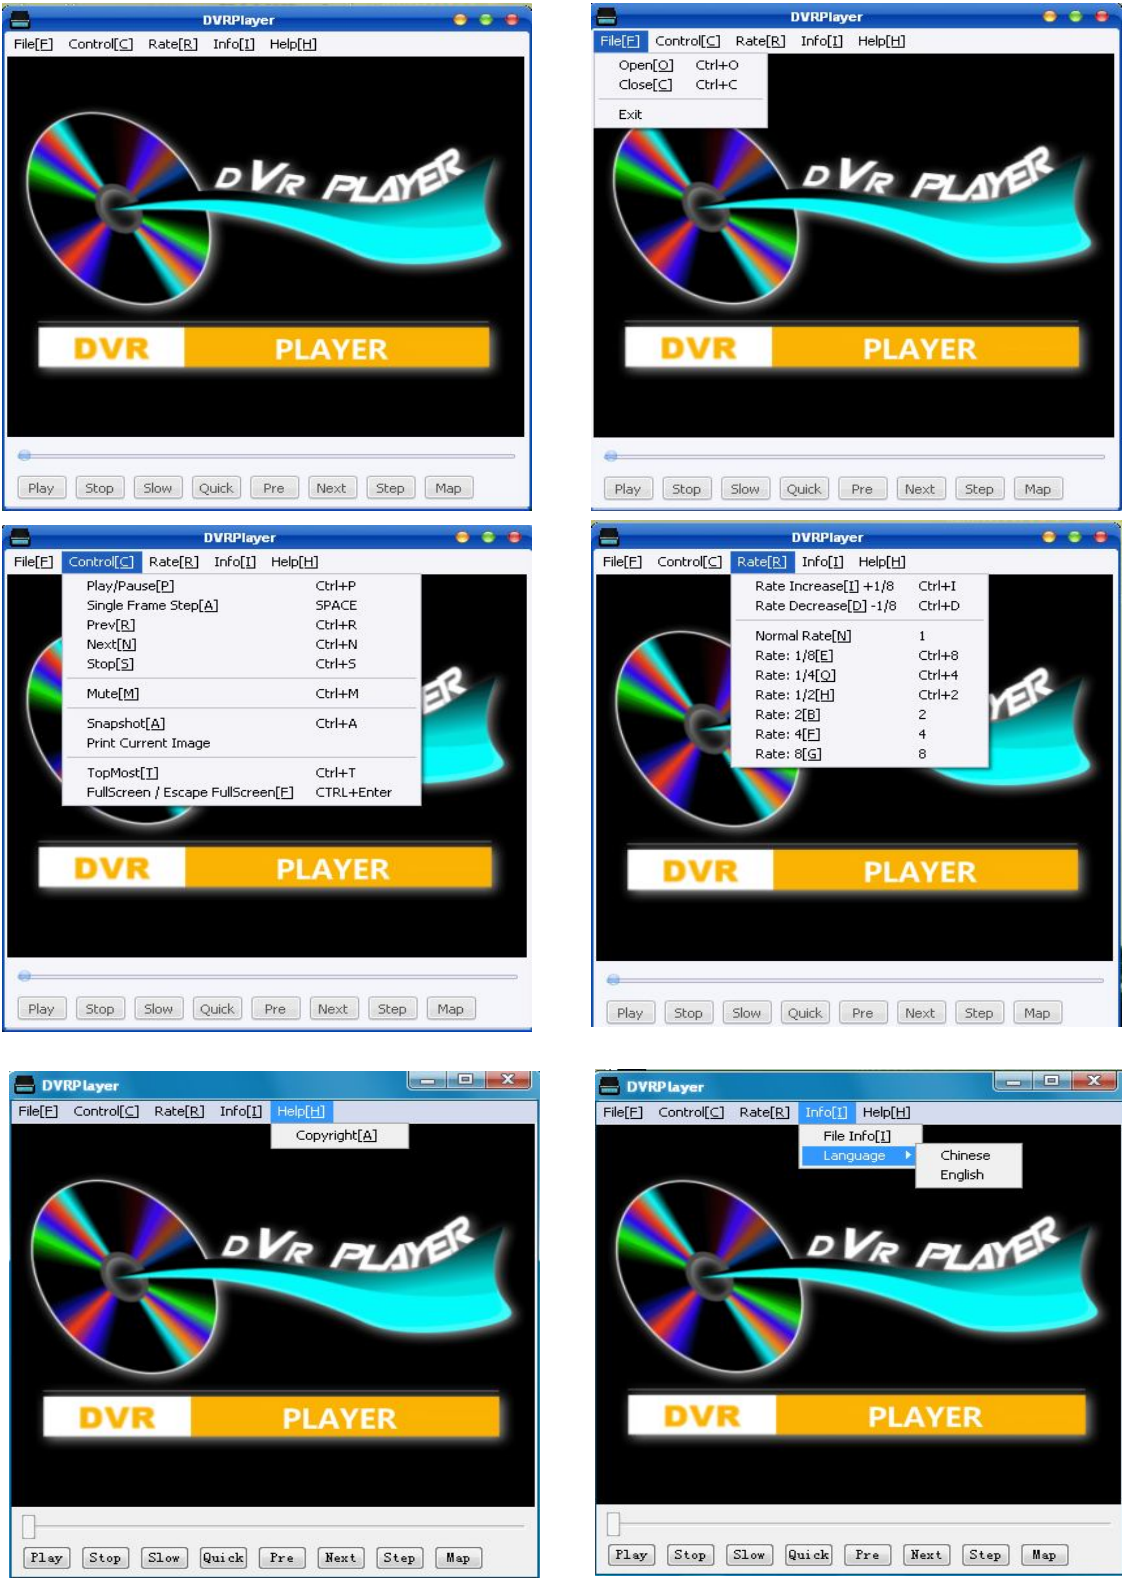 DVRPlayer
File[F] Control[C] Rate[R] Info[I] Help[H]
DVR PLAYER
DVR PLAYER
Play Stop Slow Quick Pre Next Step Map
DVRPlayer
File[F] Control[C] Rate[R] Info[I] Help[H]
Open[O] Ctrl+O
Close[C] Ctrl+C
Exit
DVR PLAYER
DVR PLAYER
Play Stop Slow Quick Pre Next Step Map
DVRPlayer
File[F] Control[C] Rate[R] Info[I] Help[H]
Play/Pause[P] Ctrl+P
Single Frame Step[A] SPACE
Prev[R] Ctrl+R
Next[N] Ctrl+N
Stop[S] Ctrl+S
Mute[M] Ctrl+M
Snapshot[A] Ctrl+A
Print Current Image
TopMost[T] Ctrl+T
FullScreen / Escape FullScreen[F] CTRL+Enter
ER
DVR PLAYER
Play Stop Slow Quick Pre Next Step Map
DVRPlayer
File[F] Control[C] Rate[R] Info[I] Help[H]
Rate Increase[I] +1/8 Ctrl+I
Rate Decrease[D] -1/8 Ctrl+D
Normal Rate[N] 1
Rate: 1/8[E] Ctrl+8
Rate: 1/4[Q] Ctrl+4
Rate: 1/2[H] Ctrl+2
Rate: 2[B] 2
Rate: 4[F] 4
Rate: 8[G] 8
YER
DVR PLAYER
Play Stop Slow Quick Pre Next Step Map
DVRPlayer
File[F] Control[C] Rate[R] Info[I] Help[H]
Copyright[A]
DVR PLAYER
DVR PLAYER
Play Stop Slow Quick Pre Next Step Map
DVRPlayer
File[F] Control[C] Rate[R] Info[I] Help[H]
File Info[I]
Language Chinese
English
DVR PLAYER
DVR PLAYER
Play Stop Slow Quick Pre Next Step Map